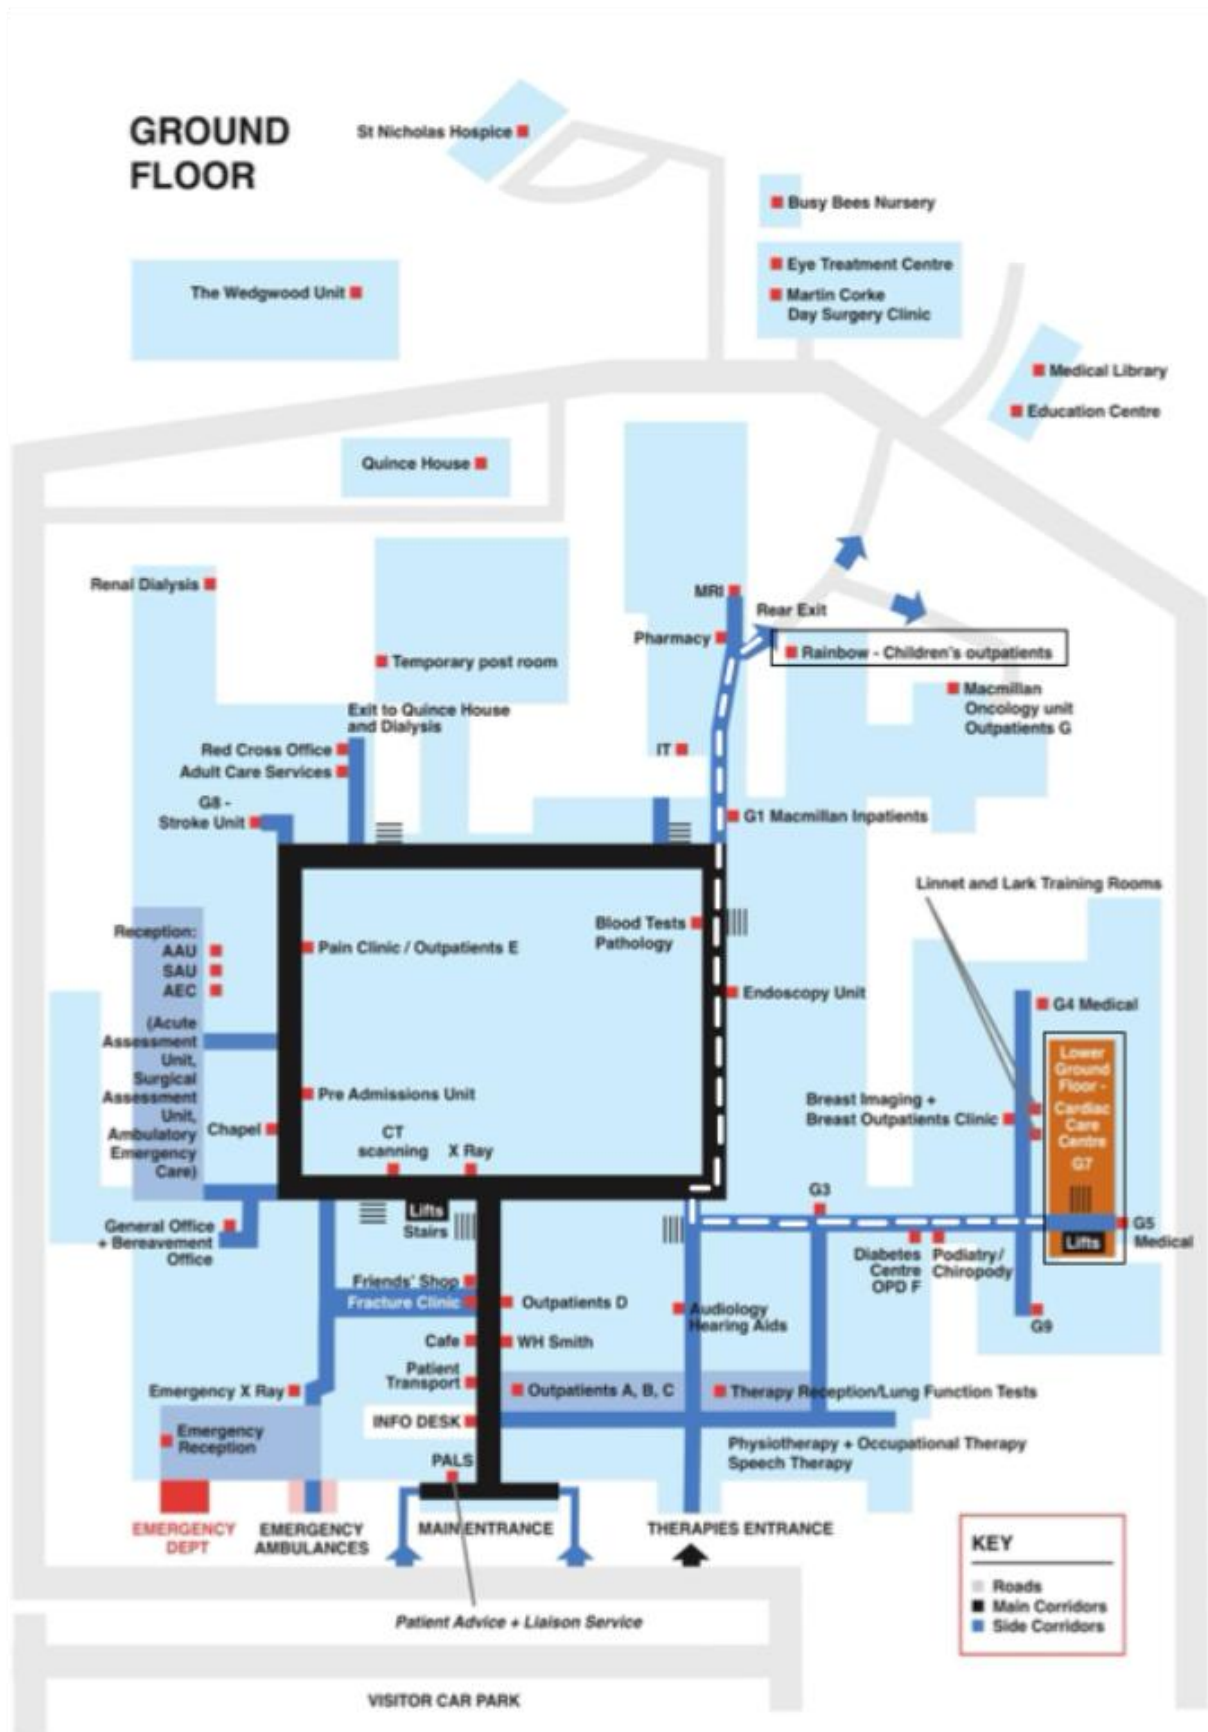 GROUND
FLOOR
St Nicholas Hospice
Busy Bees Nursery
Eye Treatment Centre
Martin Corke
Day Surgery Clinic
The Wedgwood Unit
Medical Library
Education Centre
Quince House
Renal Dialysis
MRI
Rear Exit
Pharmacy
Rainbow - Children's outpatients
Temporary post room
Macmillan
Oncology unit
Outpatients G
Exit to Quince House
and Dialysis
Red Cross Office
IT
Adult Care Services
G8 -
Stroke Unit
G1 Macmillan Inpatients
Linnet and Lark Training Rooms
Blood Tests
Pathology
Reception:
AAU
SAU
AEC
Pain Clinic / Outpatients E
Endoscopy Unit
G4 Medical
(Acute
Assessment
Unit,
Surgical
Assessment
Unit,
Ambulatory
Emergency
Care)
Lower
Ground
Floor -
Cardiac
Care
Centre
G7
Pre Admissions Unit
Breast Imaging +
Breast Outpatients Clinic
Chapel
CT
scanning
X Ray
G3
Lifts
Stairs
General Office
+ Bereavement
Office
G5
Medical
Lifts
Diabetes
Centre
OPD F
Podiatry/
Chiropody
Friends' Shop
Fracture Clinic
Outpatients D
Audiology
Hearing Aids
G9
Cafe
WH Smith
Patient
Transport
Emergency X Ray
Outpatients A, B, C
Therapy Reception/Lung Function Tests
INFO DESK
Emergency
Reception
Physiotherapy + Occupational Therapy
Speech Therapy
PALS
EMERGENCY
DEPT
EMERGENCY
AMBULANCES
MAIN ENTRANCE
THERAPIES ENTRANCE
KEY
Roads
Main Corridors
Side Corridors
Patient Advice + Liaison Service
VISITOR CAR PARK